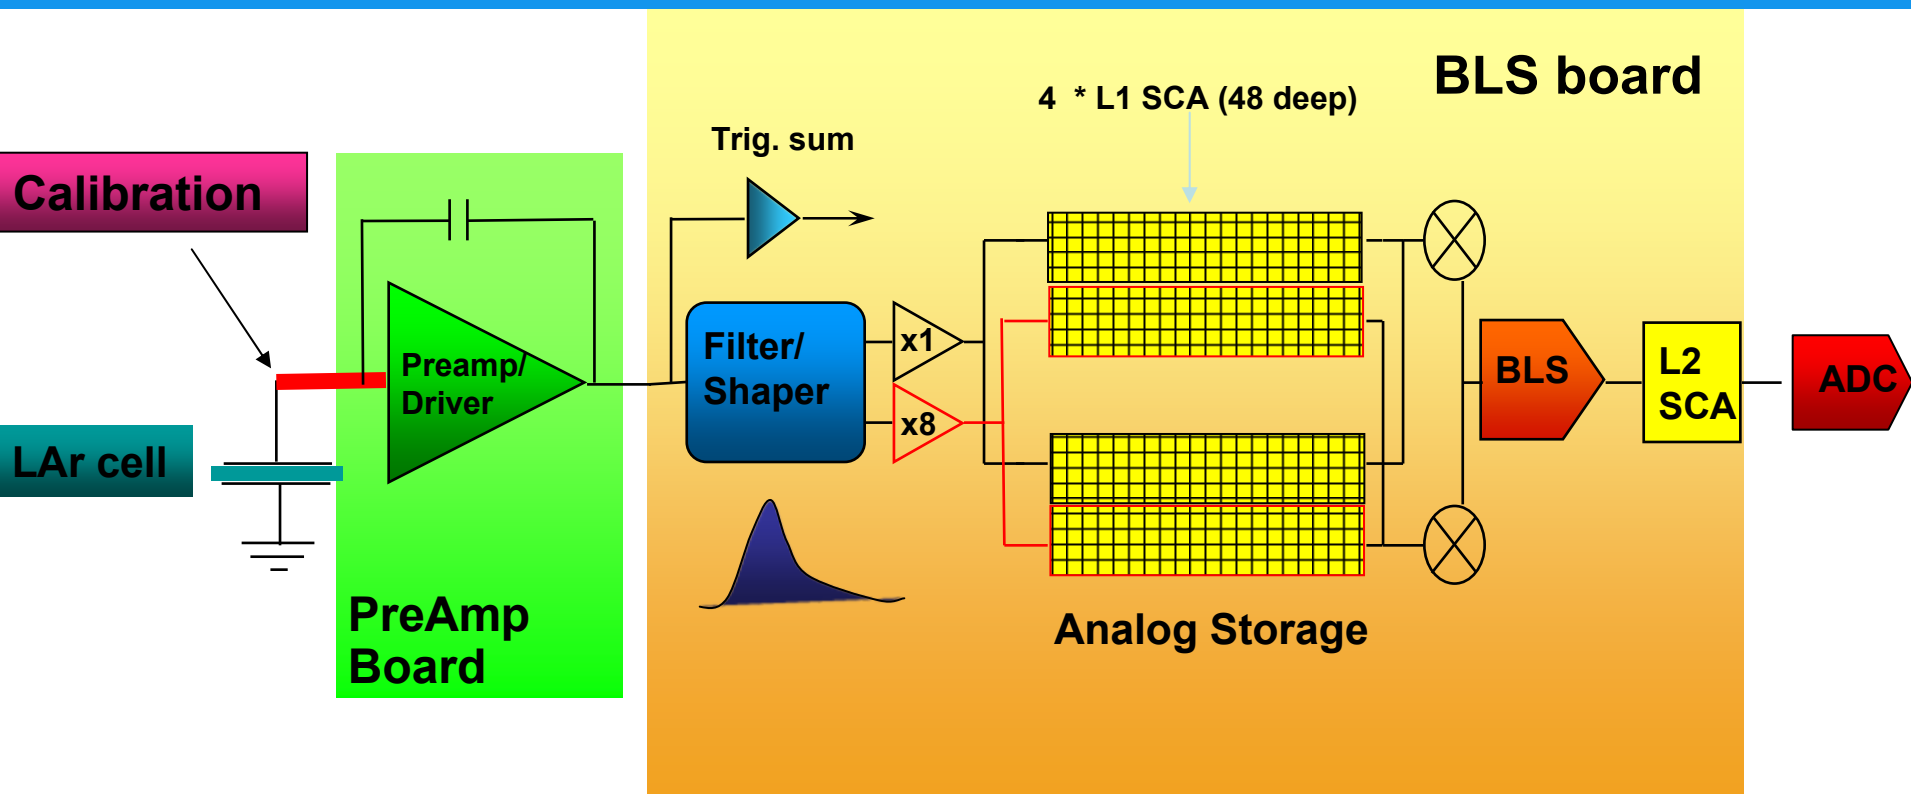 BLS board
4 * L1 SCA (48 deep)
Trig. sum
Calibration
Preamp/
Driver
Filter/
Shaper
x1
x8
BLS
L2
SCA
ADC
LAr cell
PreAmp
Board
Analog Storage